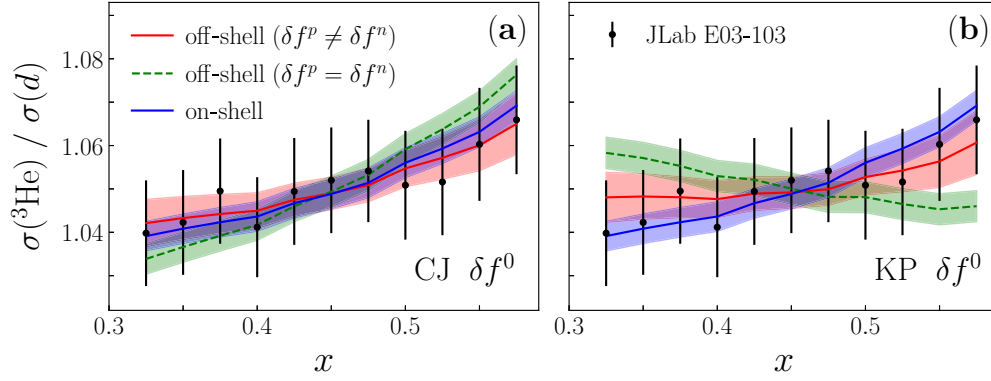 (a)
off-shell (δf^p ≠ δf^n)
off-shell (δf^p = δf^n)
on-shell
CJ δf^0
σ(³He) / σ(d)
1.08
1.06
1.04
0.3 0.4 0.5
x
(b)
JLab E03-103
KP δf^0
0.3 0.4 0.5
x